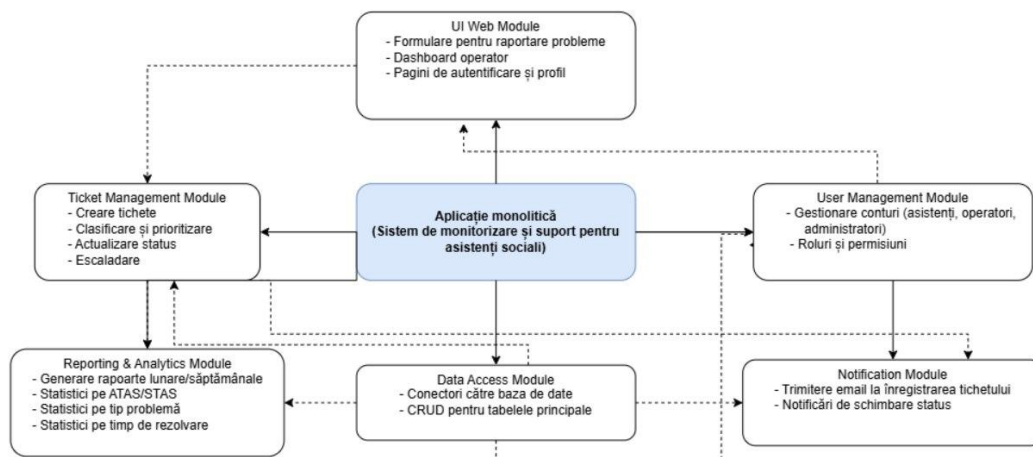 UI Web Module
- Formulare pentru raportare probleme
- Dashboard operator
- Pagini de autentificare și profil
Ticket Management Module
- Creare tichete
- Clasificare și prioritizare
- Actualizare status
- Escaladare
Aplicație monolitică
(Sistem de monitorizare și suport pentru
asistenți sociali)
User Management Module
- Gestionare conturi (asistenți, operatori,
administratori)
- Roluri și permisiuni
Reporting & Analytics Module
- Generare rapoarte lunare/săptămânale
- Statistici pe ATAS/STAS
- Statistici pe tip problemă
- Statistici pe timp de rezolvare
Data Access Module
- Conectori către baza de date
- CRUD pentru tabelele principale
Notification Module
- Trimitere email la înregistrarea tichetului
- Notificări de schimbare status